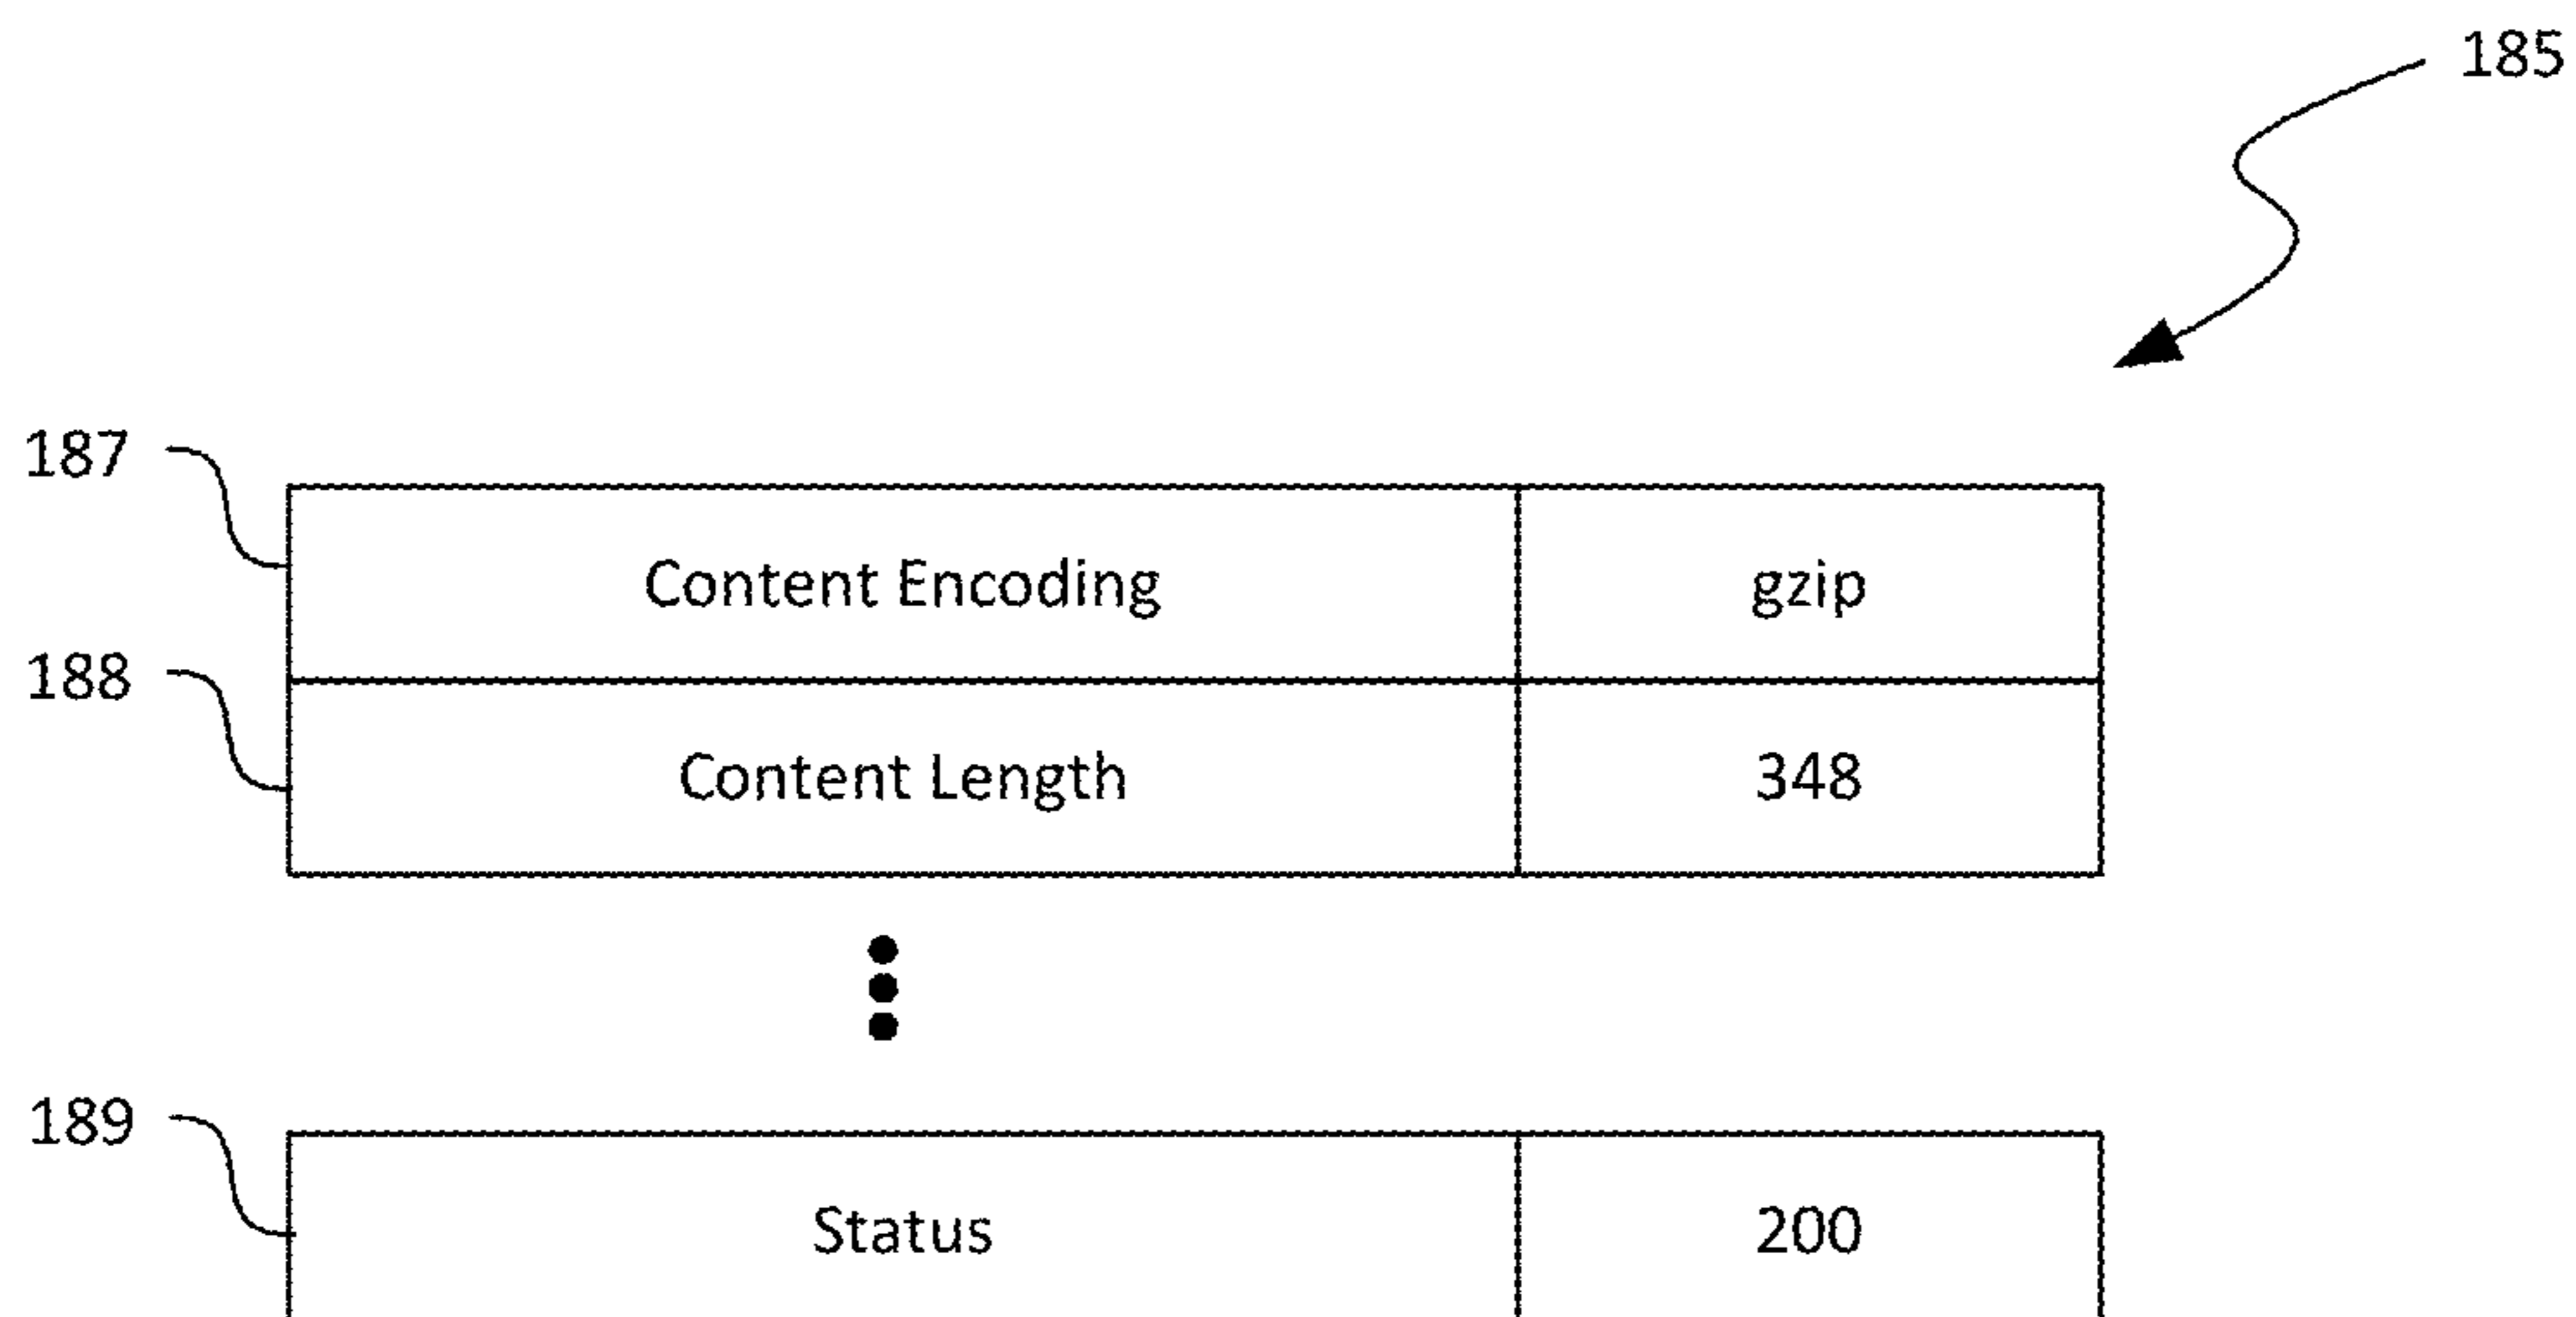 185
187
Content Encoding gzip
188
Content Length 348
189
Status 200